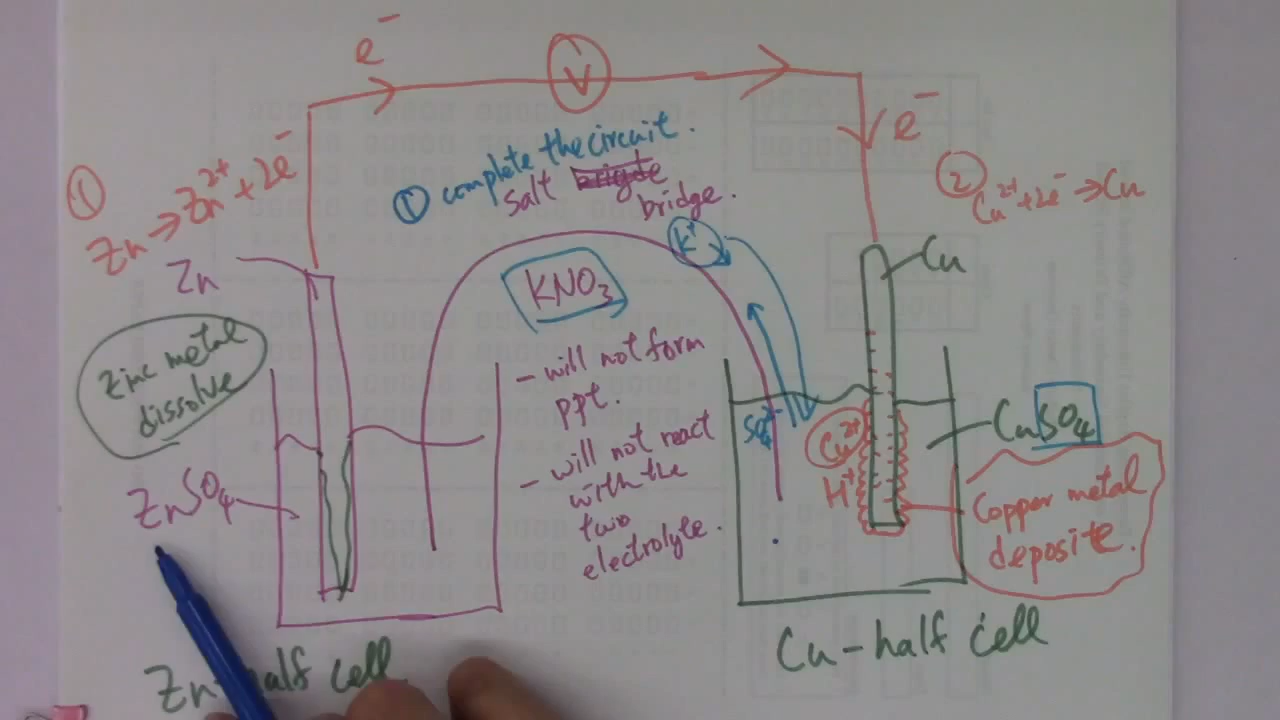 e⁻
V
e⁻
① complete the circuit.
salt brigde
bridge.
①
Zn → Zn²⁺ + 2e⁻
②
Cu²⁺ + 2e⁻ → Cu
K⁺
Zn
Cu
KNO₃
zinc metal
dissolve
– will not form
ppt.
– will not react
with the
two
electrolyte.
SO₄²⁻
Cu²⁺
H⁺
CuSO₄
ZnSO₄
Copper metal
deposite.
Zn-half cell
Cu-half cell